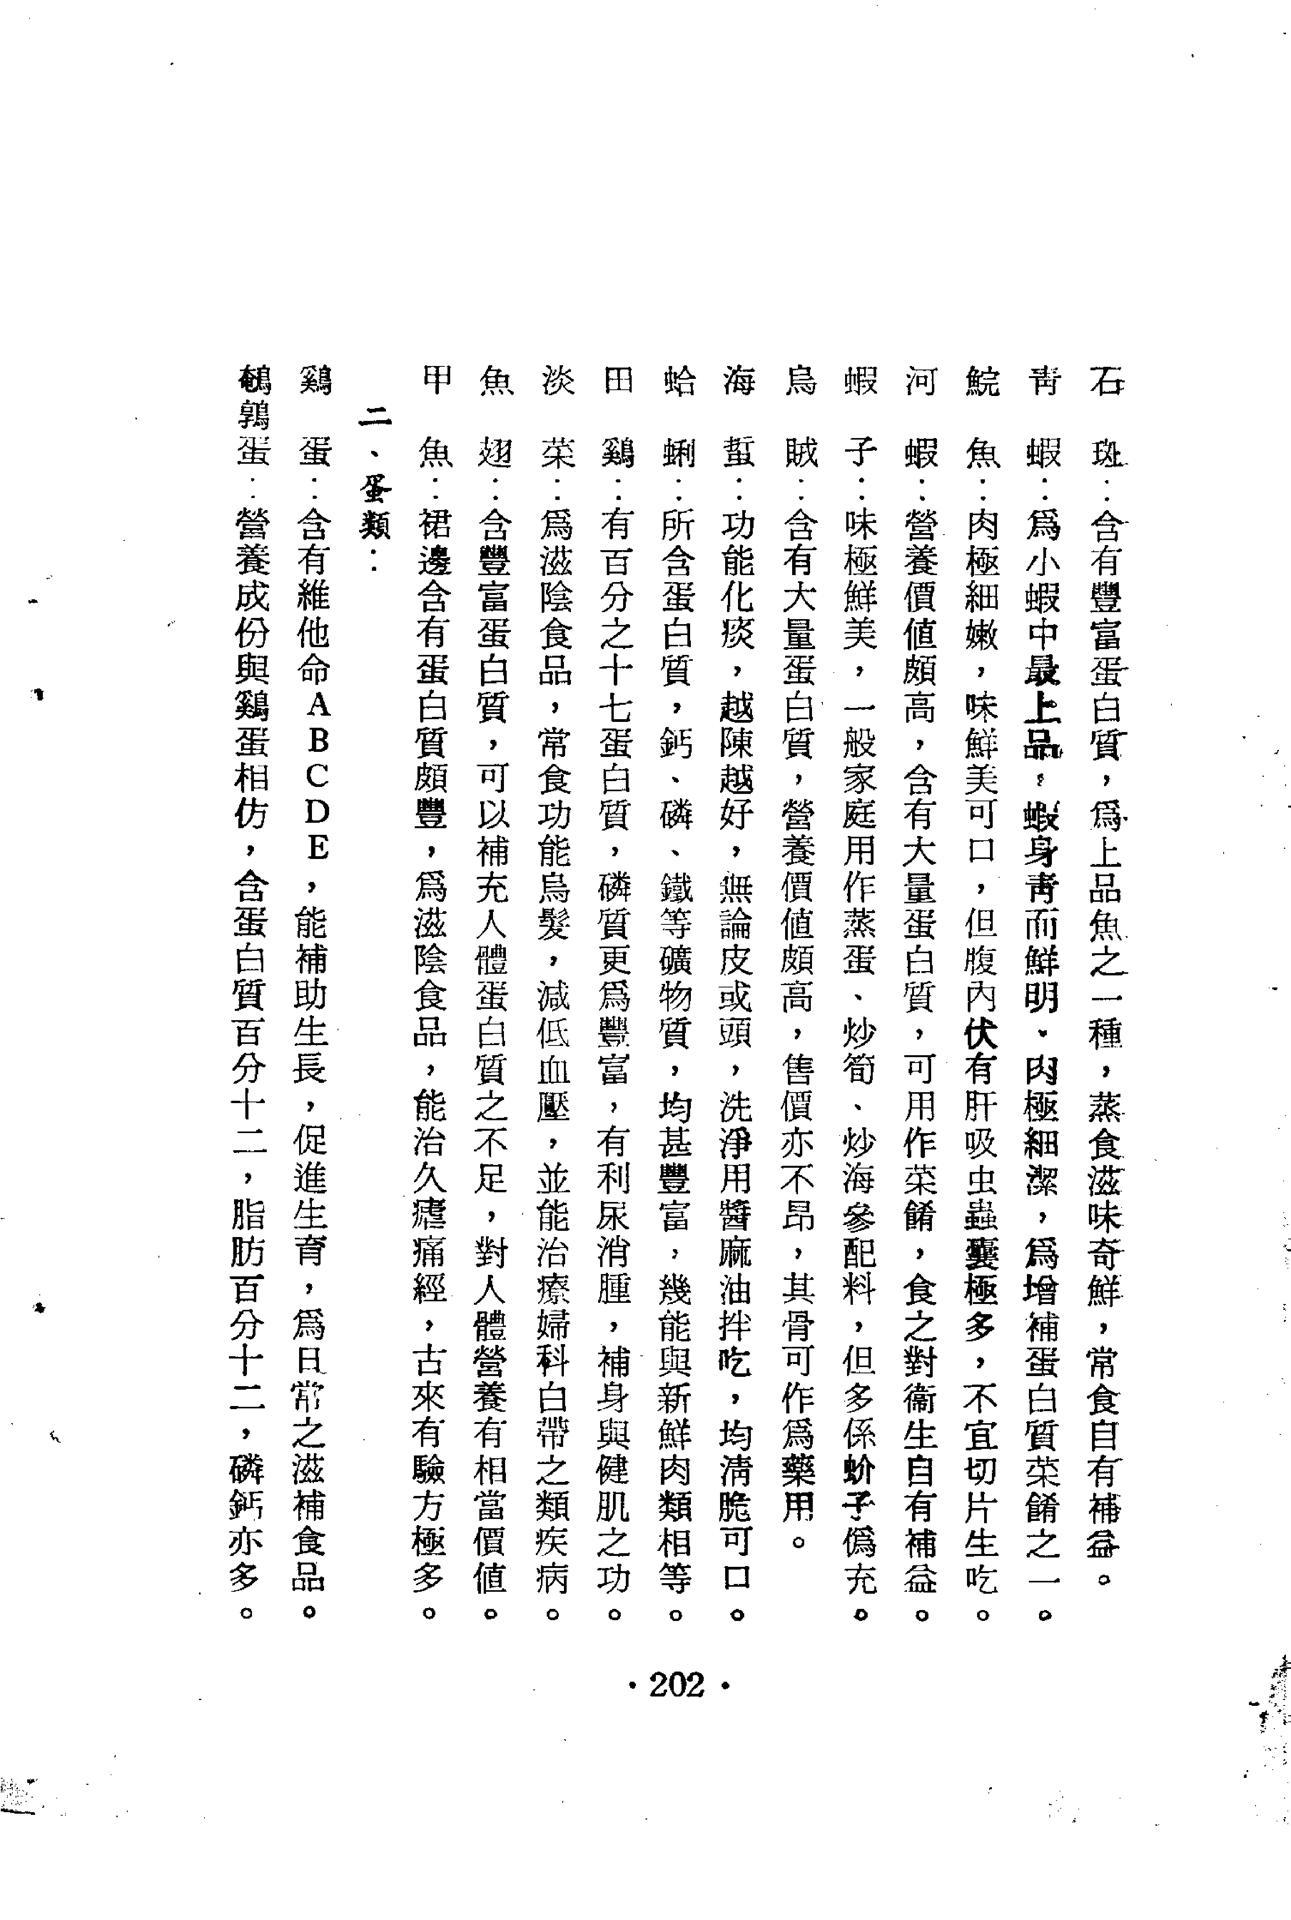 石　斑：含有豐富蛋白質，爲上品魚之一種，蒸食滋味奇鮮，常食自有補益。
靑　蝦：爲小蝦中最上品，蝦身靑而鮮明，肉極細潔，爲增補蛋白質菜餚之一。
鯇　魚：肉極細嫩，味鮮美可口，但腹內伏有肝吸虫蟲囊極多，不宜切片生吃。
河　蝦：營養價値頗高，含有大量蛋白質，可用作菜餚，食之對衞生自有補益。
蝦　子：味極鮮美，一般家庭用作蒸蛋、炒筍、炒海參配料，但多係魪子僞充。
烏　賊：含有大量蛋白質，營養價値頗高，售價亦不昂，其骨可作爲藥用。
海　蜇：功能化痰，越陳越好，無論皮或頭，洗淨用醬麻油拌吃，均淸脆可口。
蛤　蜊：所含蛋白質，鈣、磷、鐵等礦物質，均甚豐富，幾能與新鮮肉類相等。
田　鷄：有百分之十七蛋白質，磷質更爲豐富，有利尿消腫，補身與健肌之功。
淡　菜：爲滋陰食品，常食功能烏髮，減低血壓，並能治療婦科白帶之類疾病。
魚　翅：含豐富蛋白質，可以補充人體蛋白質之不足，對人體營養有相當價値。
甲　魚：裙邊含有蛋白質頗豐，爲滋陰食品，能治久瘧痛經，古來有驗方極多。
二、蛋類：
鷄　蛋：含有維他命ABCDE，能補助生長，促進生育，爲日常之滋補食品。
鵪鶉蛋：營養成份與鷄蛋相仿，含蛋白質百分十二，脂肪百分十二，磷鈣亦多。
·202·